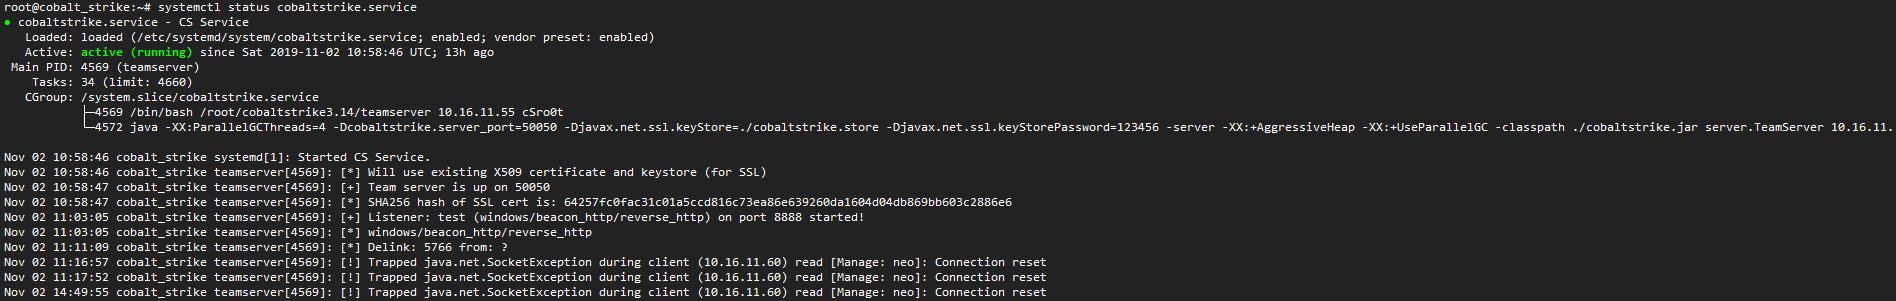 root@cobalt_strike:~# systemctl status cobaltstrike.service
● cobaltstrike.service - CS Service
   Loaded: loaded (/etc/systemd/system/cobaltstrike.service; enabled; vendor preset: enabled)
   Active: active (running) since Sat 2019-11-02 10:58:46 UTC; 13h ago
 Main PID: 4569 (teamserver)
    Tasks: 34 (limit: 4660)
   CGroup: /system.slice/cobaltstrike.service
           ├─4569 /bin/bash /root/cobaltstrike3.14/teamserver 10.16.11.55 cSro0t
           └─4572 java -XX:ParallelGCThreads=4 -Dcobaltstrike.server_port=50050 -Djavax.net.ssl.keyStore=./cobaltstrike.store -Djavax.net.ssl.keyStorePassword=123456 -server -XX:+AggressiveHeap -XX:+UseParallelGC -classpath ./cobaltstrike.jar server.TeamServer 10.16.11.
Nov 02 10:58:46 cobalt_strike systemd[1]: Started CS Service.
Nov 02 10:58:46 cobalt_strike teamserver[4569]: [*] Will use existing X509 certificate and keystore (for SSL)
Nov 02 10:58:47 cobalt_strike teamserver[4569]: [+] Team server is up on 50050
Nov 02 10:58:47 cobalt_strike teamserver[4569]: [*] SHA256 hash of SSL cert is: 64257fc0fac31c01a5ccd816c73ea86e639260da1604d04db869bb603c2886e6
Nov 02 11:03:05 cobalt_strike teamserver[4569]: [+] Listener: test (windows/beacon_http/reverse_http) on port 8888 started!
Nov 02 11:03:05 cobalt_strike teamserver[4569]: [*] windows/beacon_http/reverse_http
Nov 02 11:11:09 cobalt_strike teamserver[4569]: [*] Delink: 5766 from: ?
Nov 02 11:16:57 cobalt_strike teamserver[4569]: [!] Trapped java.net.SocketException during client (10.16.11.60) read [Manage: neo]: Connection reset
Nov 02 11:17:52 cobalt_strike teamserver[4569]: [!] Trapped java.net.SocketException during client (10.16.11.60) read [Manage: neo]: Connection reset
Nov 02 14:49:55 cobalt_strike teamserver[4569]: [!] Trapped java.net.SocketException during client (10.16.11.60) read [Manage: neo]: Connection reset